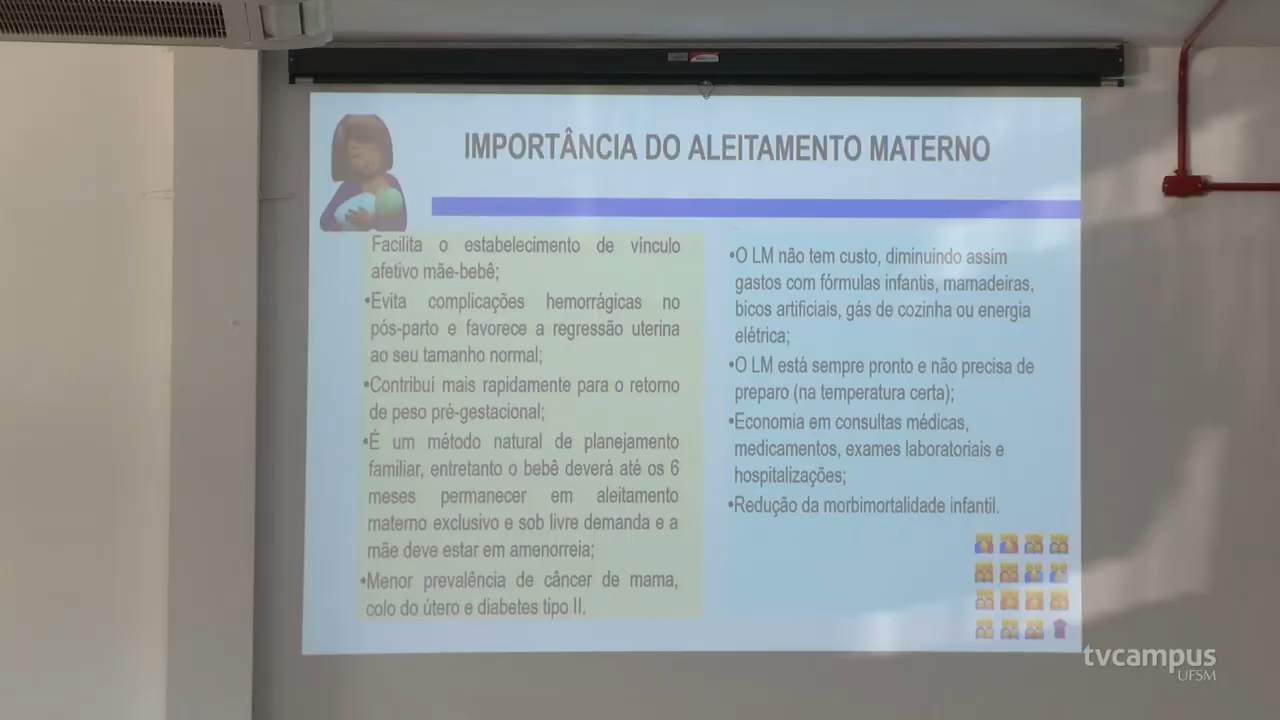 IMPORTÂNCIA DO ALEITAMENTO MATERNO
Facilita o estabelecimento de vínculo
afetivo mãe-bebê;
•Evita complicações hemorrágicas no
pós-parto e favorece a regressão uterina
ao seu tamanho normal;
•Contribui mais rapidamente para o retorno
de peso pré-gestacional;
•É um método natural de planejamento
familiar, entretanto o bebê deverá até os 6
meses permanecer em aleitamento
materno exclusivo e sob livre demanda e a
mãe deve estar em amenorreia;
•Menor prevalência de câncer de mama,
colo do útero e diabetes tipo II.
•O LM não tem custo, diminuindo assim
gastos com fórmulas infantis, mamadeiras,
bicos artificiais, gás de cozinha ou energia
elétrica;
•O LM está sempre pronto e não precisa de
preparo (na temperatura certa);
•Economia em consultas médicas,
medicamentos, exames laboratoriais e
hospitalizações;
•Redução da morbimortalidade infantil.
tvcampus
UFSM